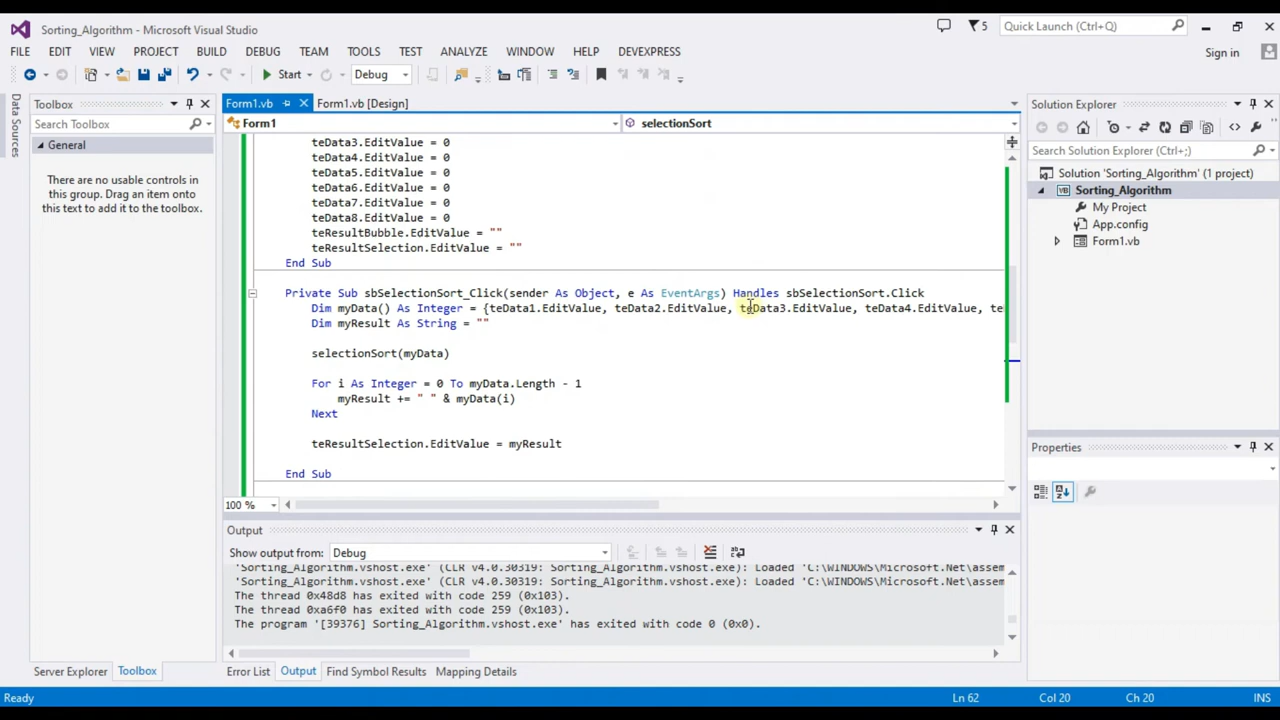 Sorting_Algorithm - Microsoft Visual Studio
5
Quick Launch (Ctrl+Q)
FILE EDIT VIEW PROJECT BUILD DEBUG TEAM TOOLS TEST ANALYZE WINDOW HELP DEVEXPRESS
Sign in
Start
Debug
Data Sources
Toolbox
Search Toolbox
General
There are no usable controls in
this group. Drag an item onto
this text to add it to the toolbox.
Form1.vb
Form1.vb [Design]
Form1
selectionSort
teData3.EditValue = 0
teData4.EditValue = 0
teData5.EditValue = 0
teData6.EditValue = 0
teData7.EditValue = 0
teData8.EditValue = 0
teResultBubble.EditValue = ""
teResultSelection.EditValue = ""
End Sub
Private Sub sbSelectionSort_Click(sender As Object, e As EventArgs) Handles sbSelectionSort.Click
Dim myData() As Integer = {teData1.EditValue, teData2.EditValue, teData3.EditValue, teData4.EditValue, te
Dim myResult As String = ""
selectionSort(myData)
For i As Integer = 0 To myData.Length - 1
myResult += " " & myData(i)
Next
teResultSelection.EditValue = myResult
End Sub
100 %
Output
Show output from: Debug
'Sorting_Algorithm.vshost.exe' (CLR v4.0.30319: Sorting_Algorithm.vshost.exe): Loaded 'C:\WINDOWS\Microsoft.Net\assem
'Sorting_Algorithm.vshost.exe' (CLR v4.0.30319: Sorting_Algorithm.vshost.exe): Loaded 'C:\WINDOWS\Microsoft.Net\assem
The thread 0x48d8 has exited with code 259 (0x103).
The thread 0xa6f0 has exited with code 259 (0x103).
The program '[39376] Sorting_Algorithm.vshost.exe' has exited with code 0 (0x0).
Server Explorer Toolbox
Error List Output Find Symbol Results Mapping Details
Solution Explorer
Search Solution Explorer (Ctrl+;)
Solution 'Sorting_Algorithm' (1 project)
VB Sorting_Algorithm
My Project
App.config
Form1.vb
Properties
Ready
Ln 62
Col 20
Ch 20
INS